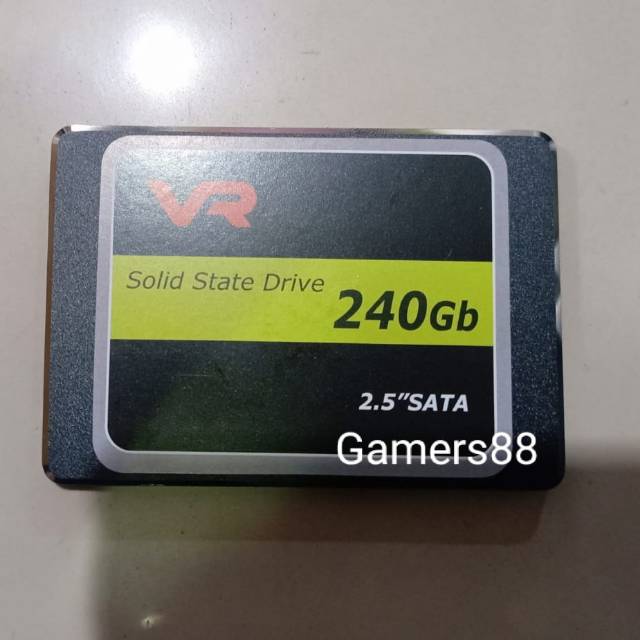 VR
Solid State Drive
240Gb
2.5"SATA
Gamers88